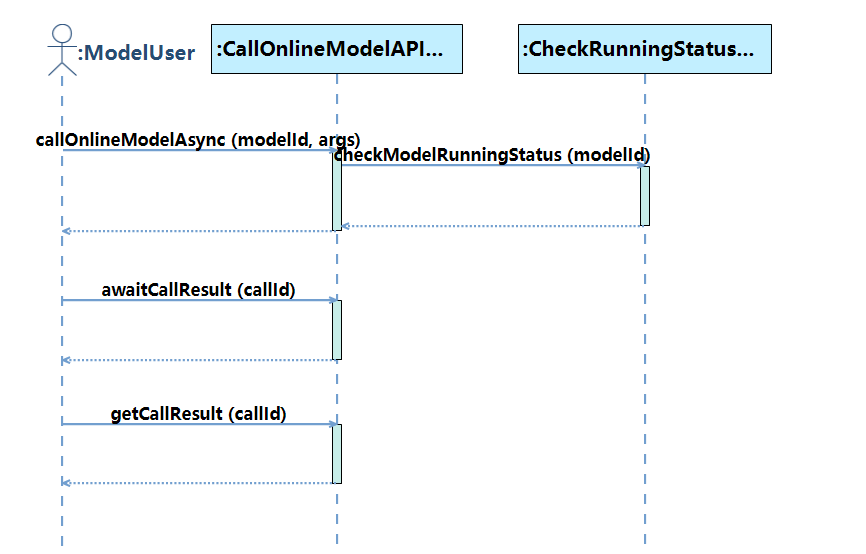 :ModelUser
:CallOnlineModelAPI...
:CheckRunningStatus...
callOnlineModelAsync (modelId, args)
checkModelRunningStatus (modelId)
awaitCallResult (callId)
getCallResult (callId)